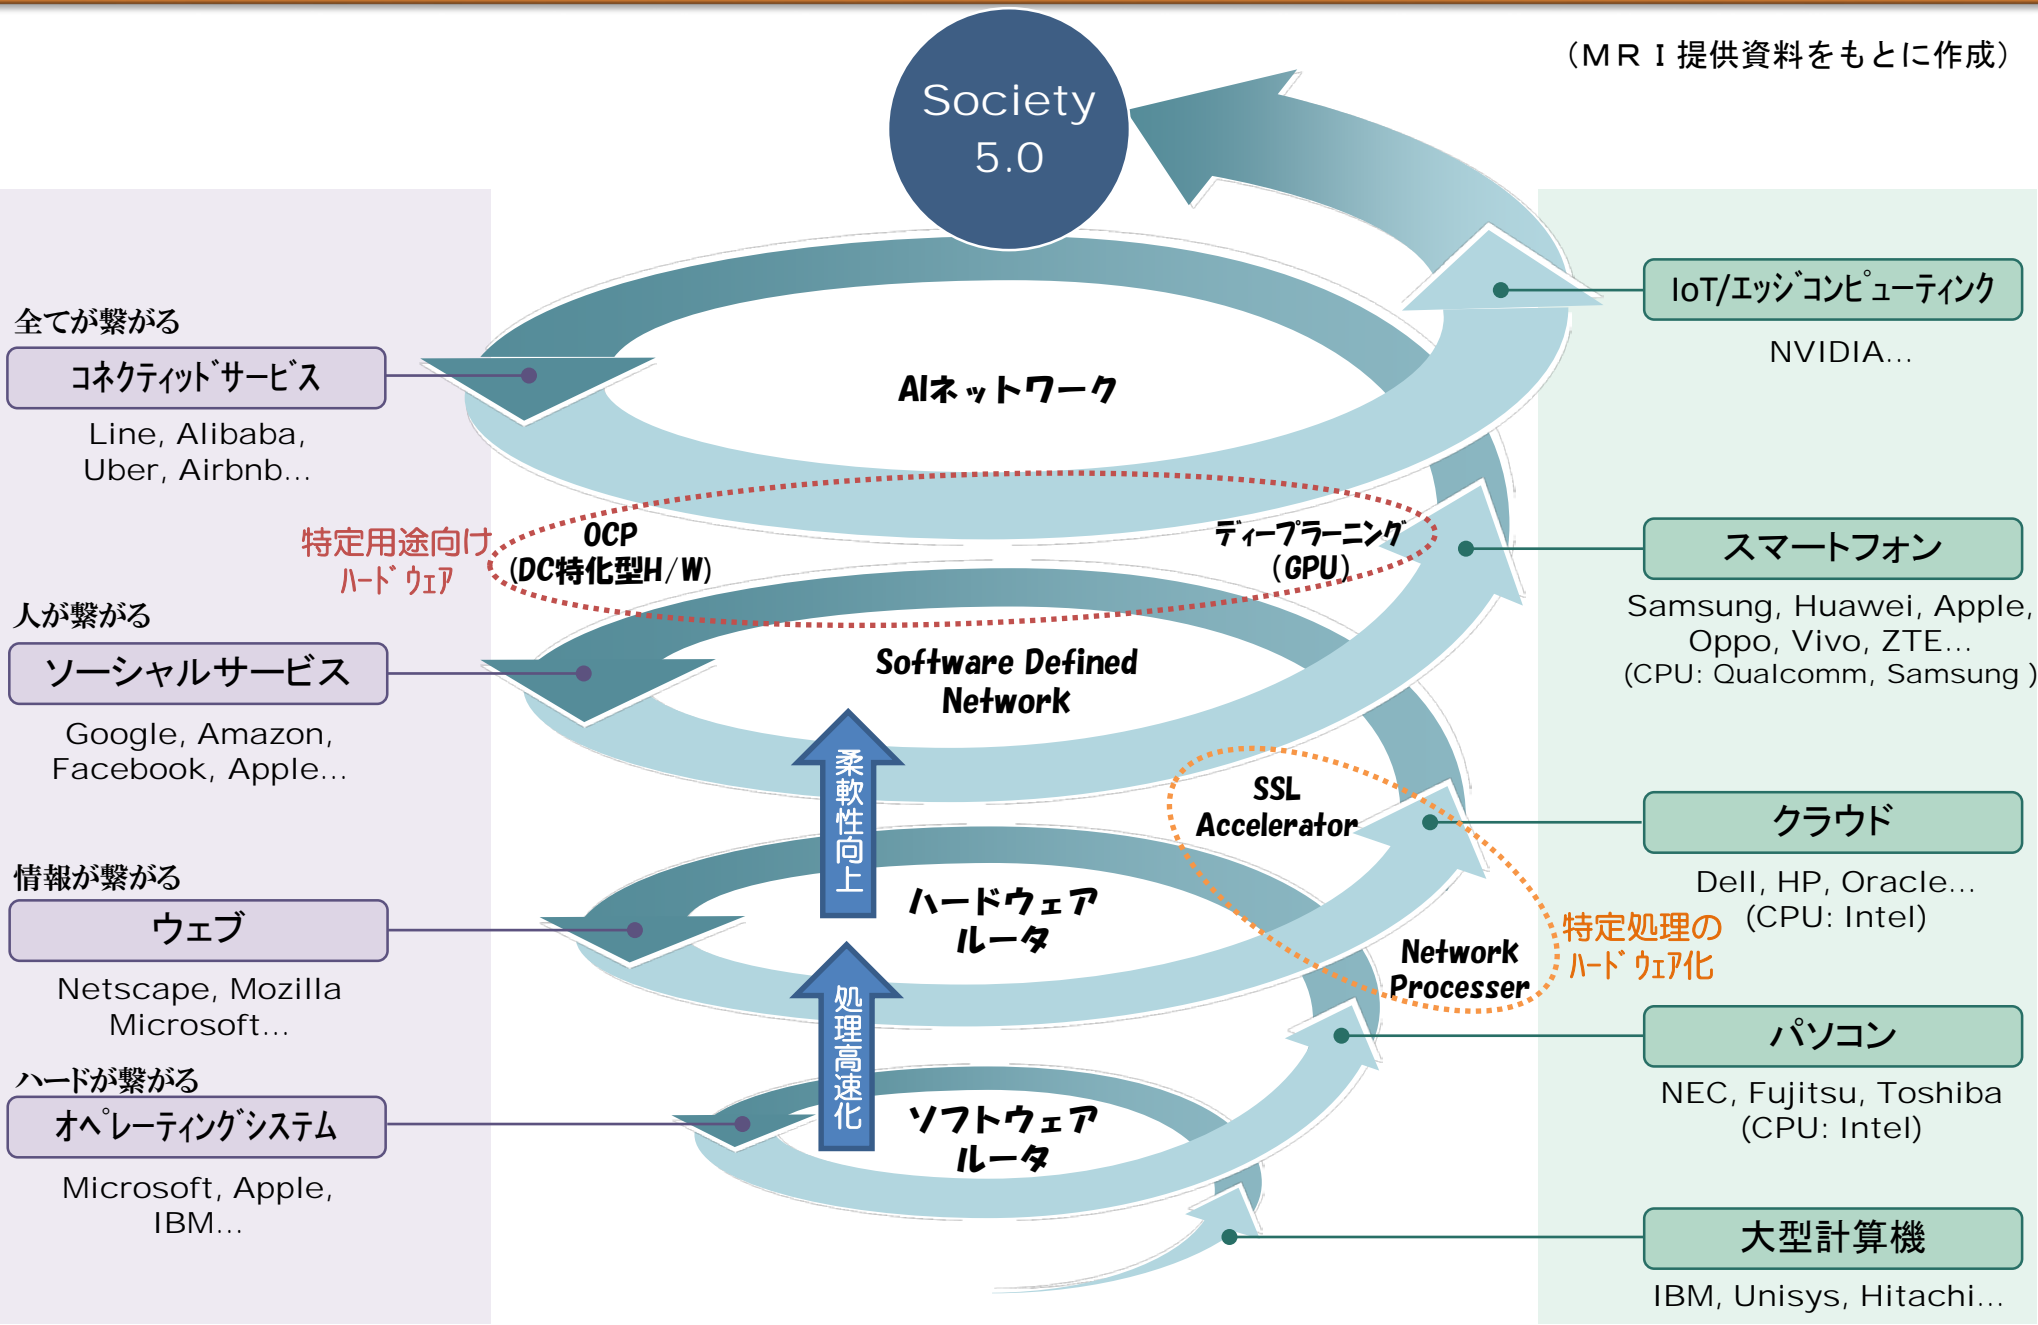 （ＭＲＩ提供資料をもとに作成）
Society
5.0
全てが繋がる
コネクティッドサービス
Line, Alibaba,
Uber, Airbnb...
人が繋がる
ソーシャルサービス
Google, Amazon,
Facebook, Apple...
情報が繋がる
ウェブ
Netscape, Mozilla
Microsoft...
ハードが繋がる
オペレーティングシステム
Microsoft, Apple,
IBM...
AIネットワーク
特定用途向け
ハードウェア
OCP
(DC特化型H/W)
ディープラーニング
(GPU)
Software Defined
Network
柔軟性向上
SSL
Accelerator
ハードウェア
ルータ
Network
Processer
特定処理の
ハードウェア化
処理高速化
ソフトウェア
ルータ
IoT/エッジコンピューティング
NVIDIA...
スマートフォン
Samsung, Huawei, Apple,
Oppo, Vivo, ZTE...
(CPU: Qualcomm, Samsung )
クラウド
Dell, HP, Oracle...
(CPU: Intel)
パソコン
NEC, Fujitsu, Toshiba
(CPU: Intel)
大型計算機
IBM, Unisys, Hitachi...